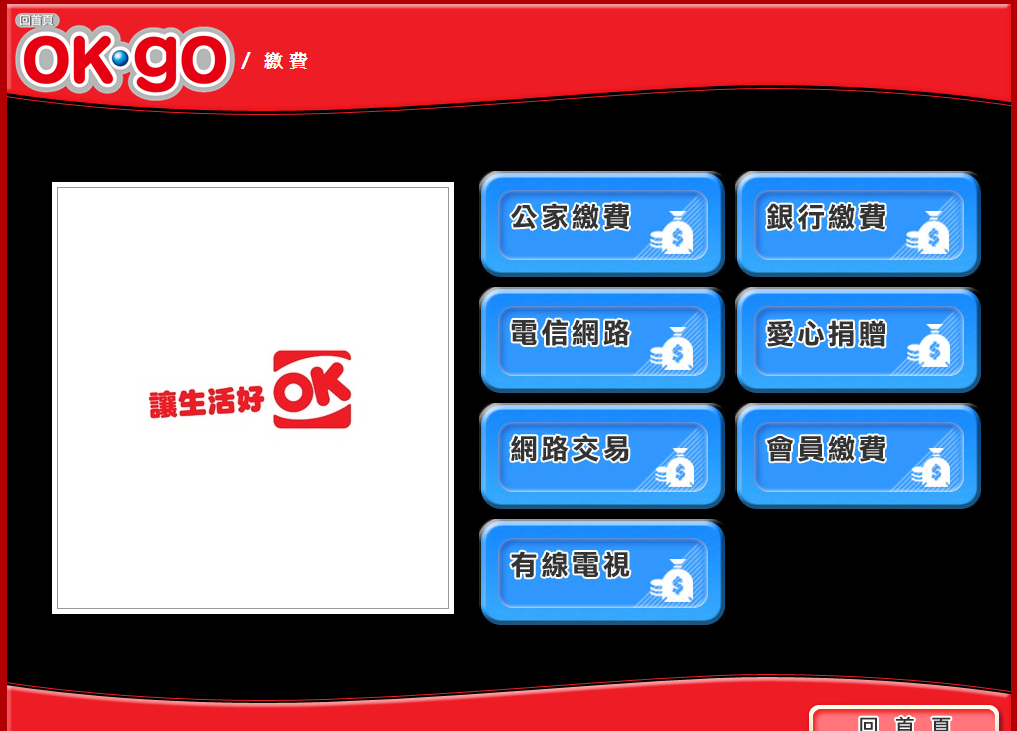 回首頁
OK·go / 繳費
讓生活好 OK
公家繳費
銀行繳費
電信網路
愛心捐贈
網路交易
會員繳費
有線電視
回首頁